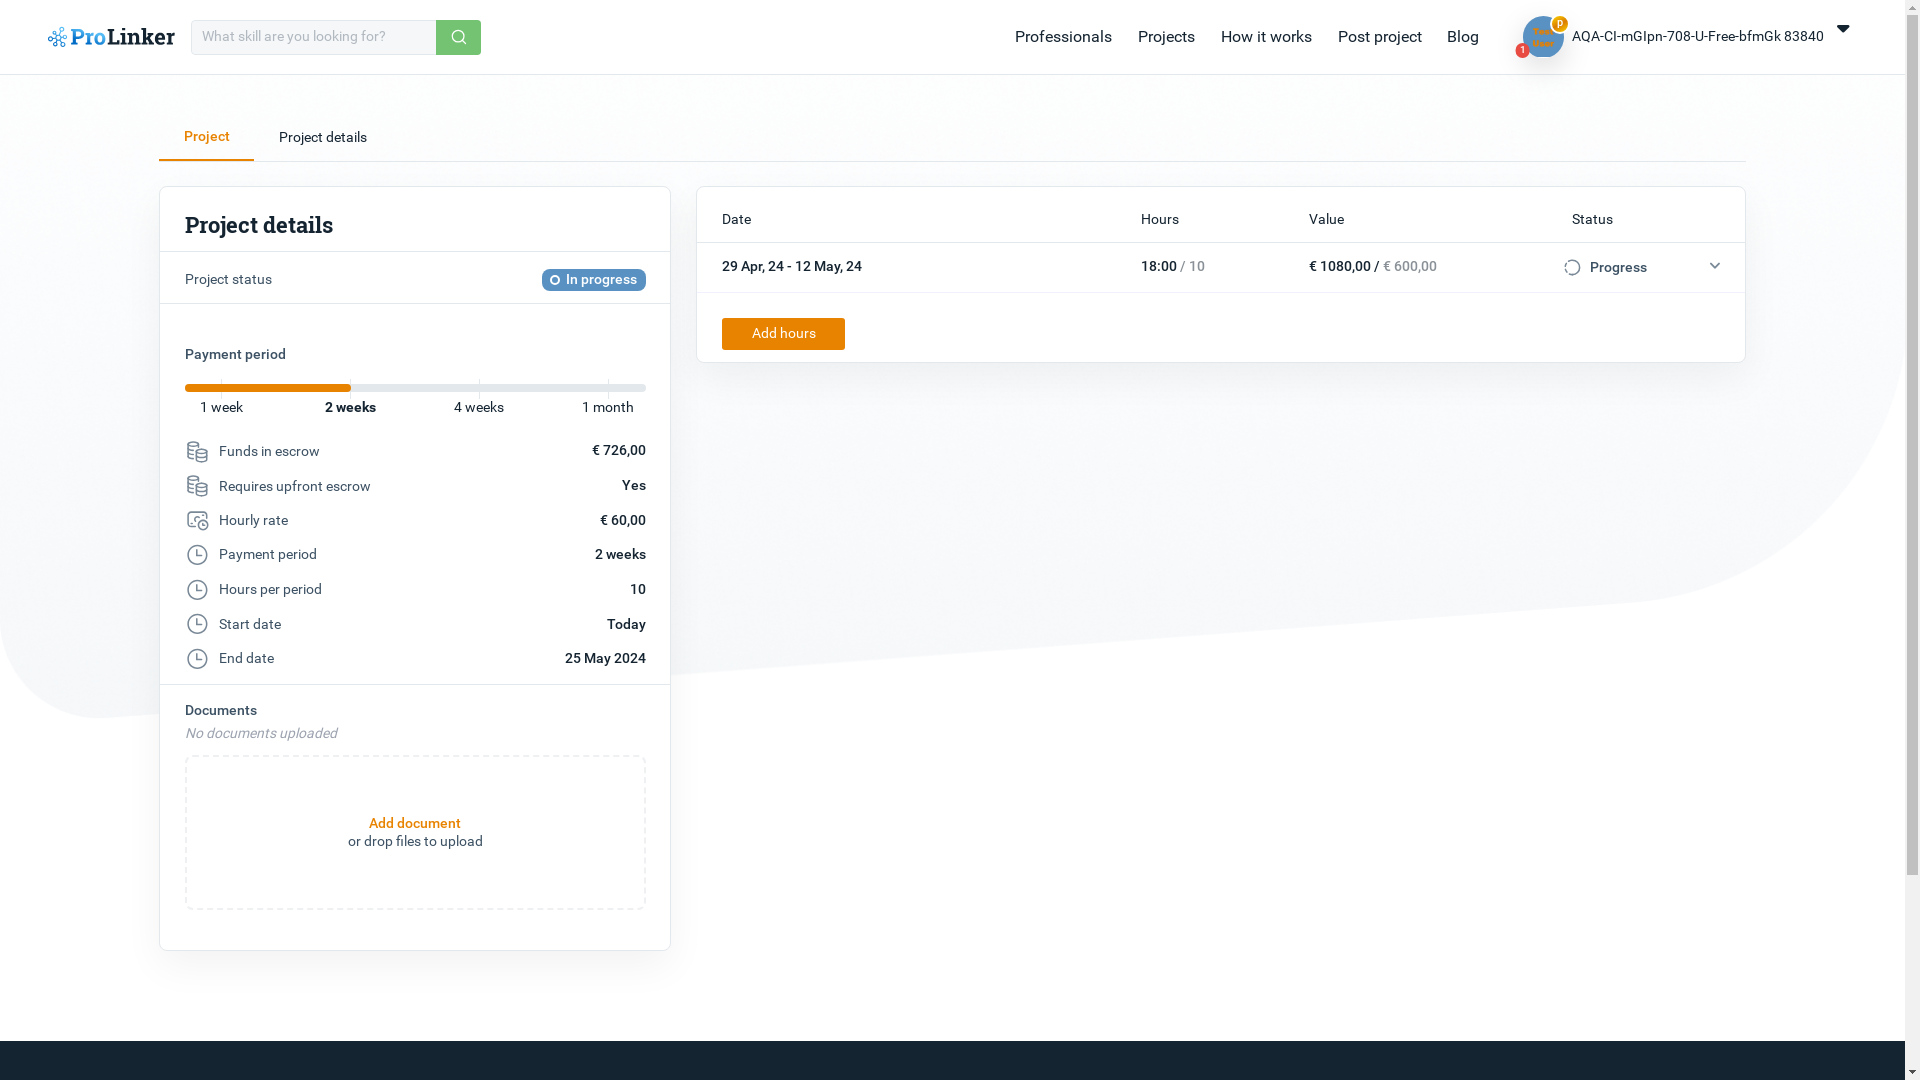 ProLinker
What skill are you looking for?
Professionals
Projects
How it works
Post project
Blog
p
1
AQA-CI-mGIpn-708-U-Free-bfmGk 83840
Project
Project details
Project details
Project status
In progress
Payment period
1 week
2 weeks
4 weeks
1 month
Funds in escrow
€ 726,00
Requires upfront escrow
Yes
Hourly rate
€ 60,00
Payment period
2 weeks
Hours per period
10
Start date
Today
End date
25 May 2024
Documents
No documents uploaded
Add document
or drop files to upload
Date
Hours
Value
Status
29 Apr, 24 - 12 May, 24
18:00 / 10
€ 1080,00 / € 600,00
Progress
Add hours